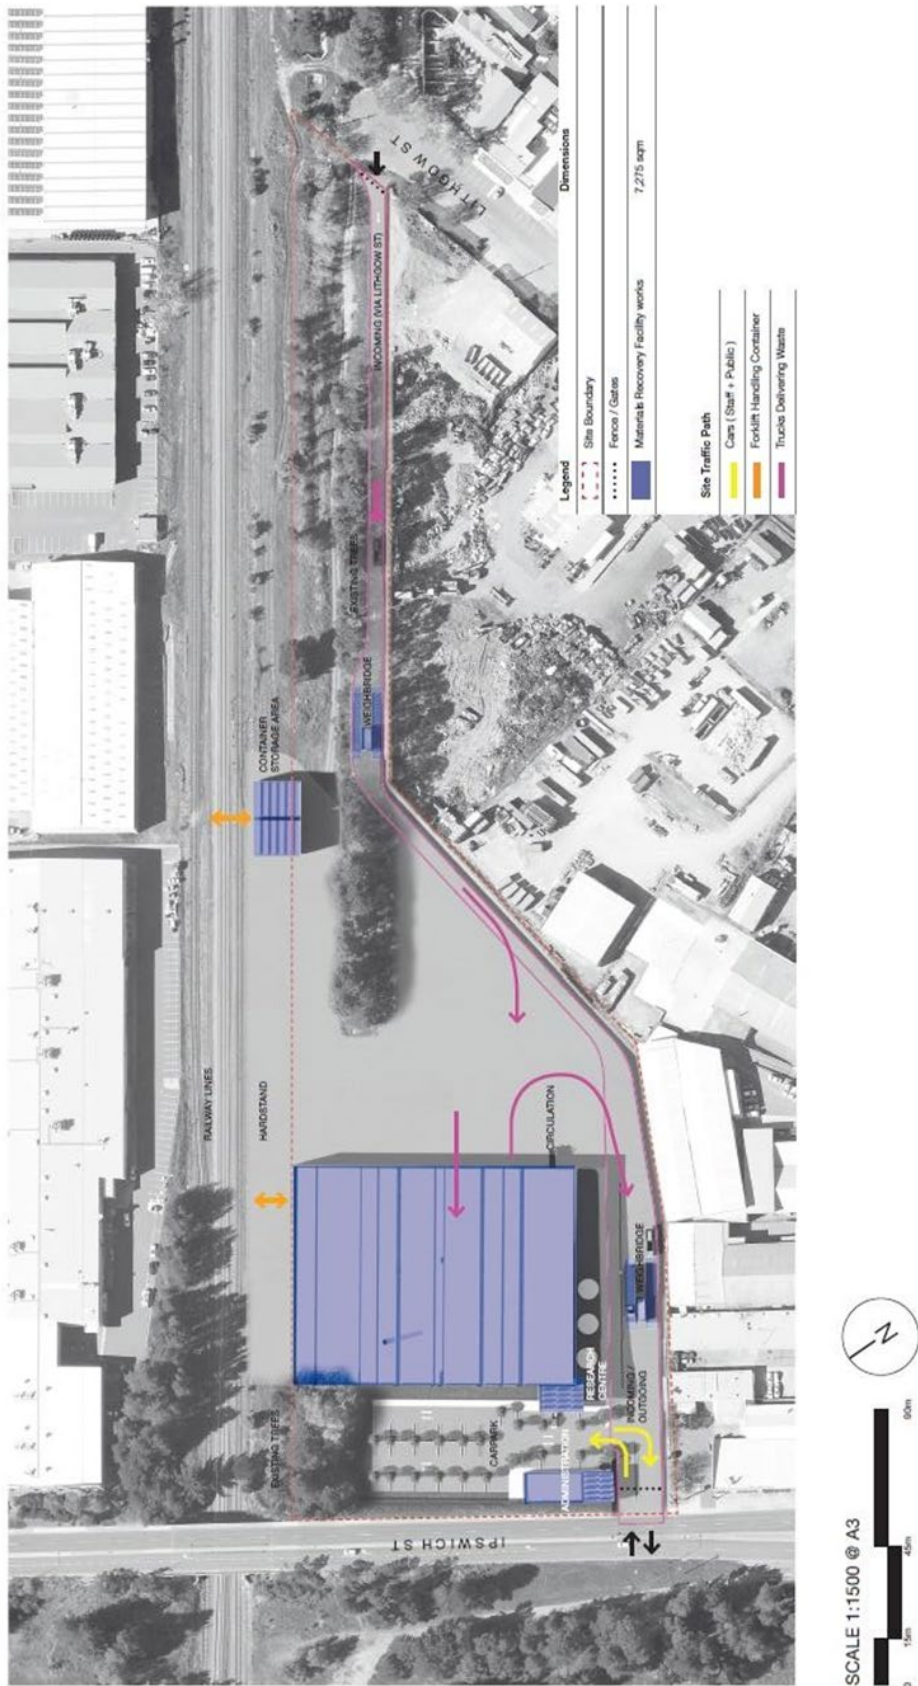 LITHGOW ST
INCOMING (VIA LITHGOW ST)
EXISTING TREES
WEIGHBRIDGE
CONTAINER
STORAGE AREA
RAILWAY LINES
HARDSTAND
CIRCULATION
WEIGHBRIDGE
RESEARCH
CENTRE
INCOMING /
OUTGOING
EXISTING TREES
CARPARK
ADMINISTRATION
IPSWICH ST
Legend
Dimensions
Site Boundary
Fence / Gates
Materials Recovery Facility works
7,275 sqm
Site Traffic Path
Cars ( Staff + Public )
Forklift Handling Container
Trucks Delivering Waste
SCALE 1:1500 @ A3
0
15m
45m
90m
N